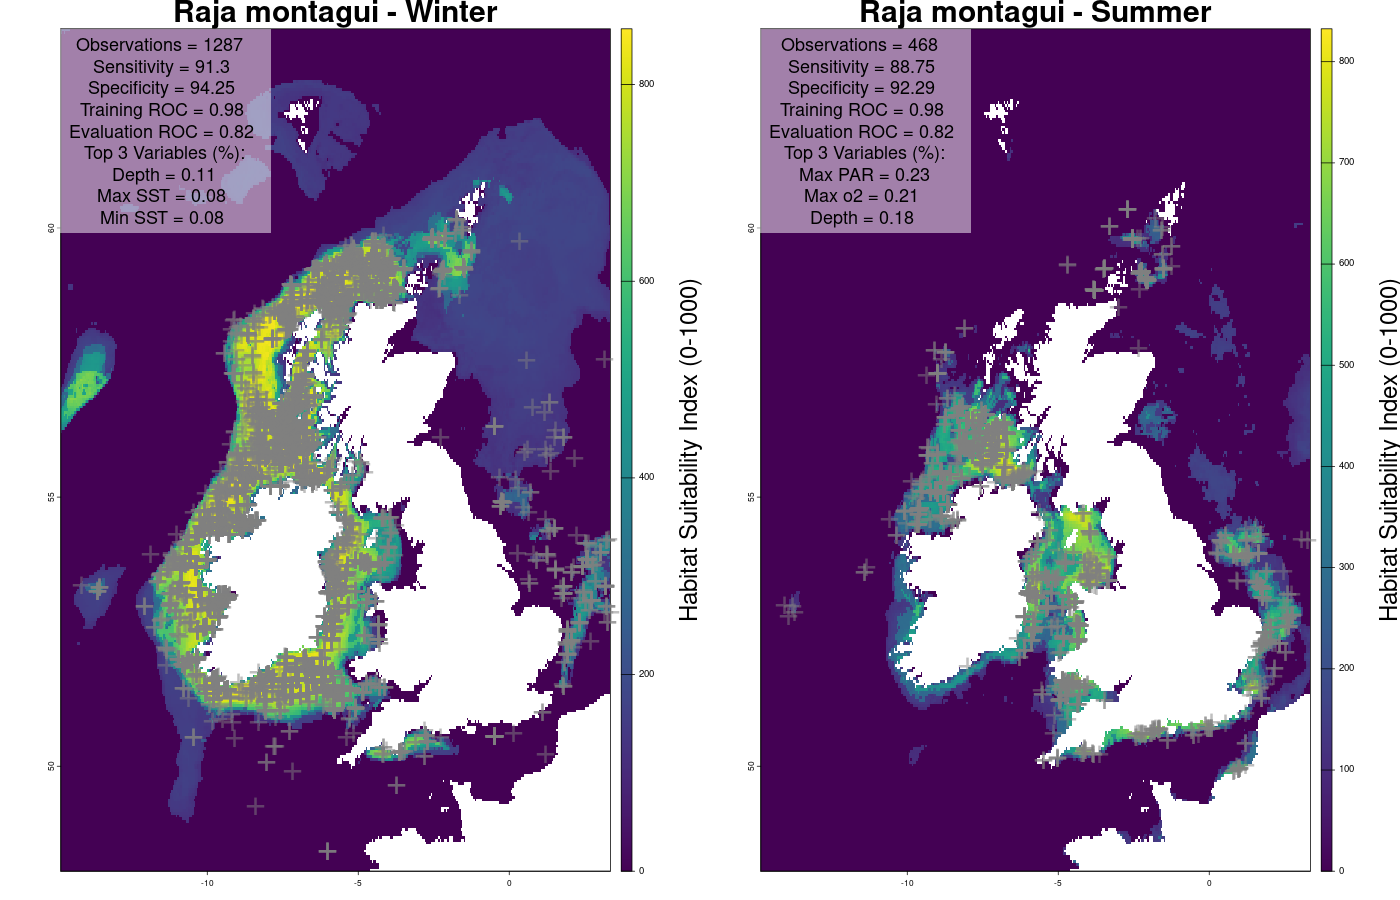 Raja montagui - Winter
Observations = 1287
Sensitivity = 91.3
Specificity = 94.25
Training ROC = 0.98
Evaluation ROC = 0.82
Top 3 Variables (%):
Depth = 0.11
Max SST = 0.08
Min SST = 0.08
60
55
50
-10
-5
0
800
600
400
200
0
Habitat Suitability Index (0-1000)
Raja montagui - Summer
Observations = 468
Sensitivity = 88.75
Specificity = 92.29
Training ROC = 0.98
Evaluation ROC = 0.82
Top 3 Variables (%):
Max PAR = 0.23
Max o2 = 0.21
Depth = 0.18
60
55
50
-10
-5
0
800
700
600
500
400
300
200
100
0
Habitat Suitability Index (0-1000)